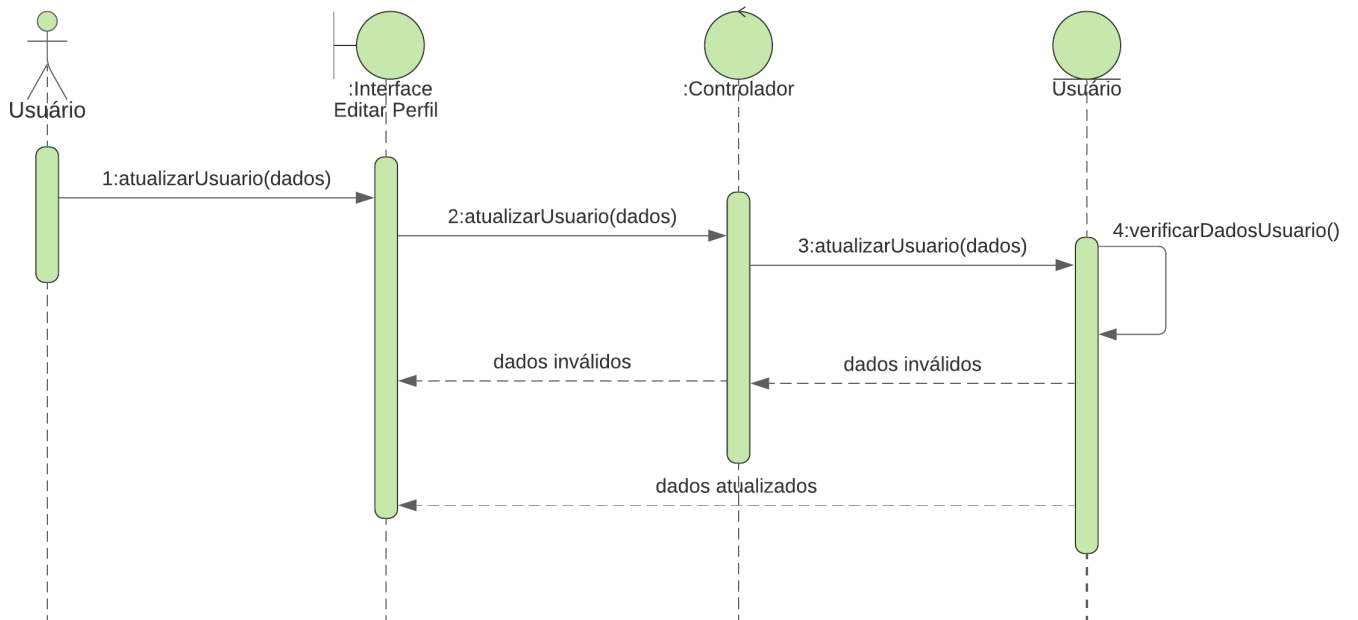 Usuário
:Interface
Editar Perfil
:Controlador
Usuário
1:atualizarUsuario(dados)
2:atualizarUsuario(dados)
3:atualizarUsuario(dados)
4:verificarDadosUsuario()
dados inválidos
dados inválidos
dados atualizados